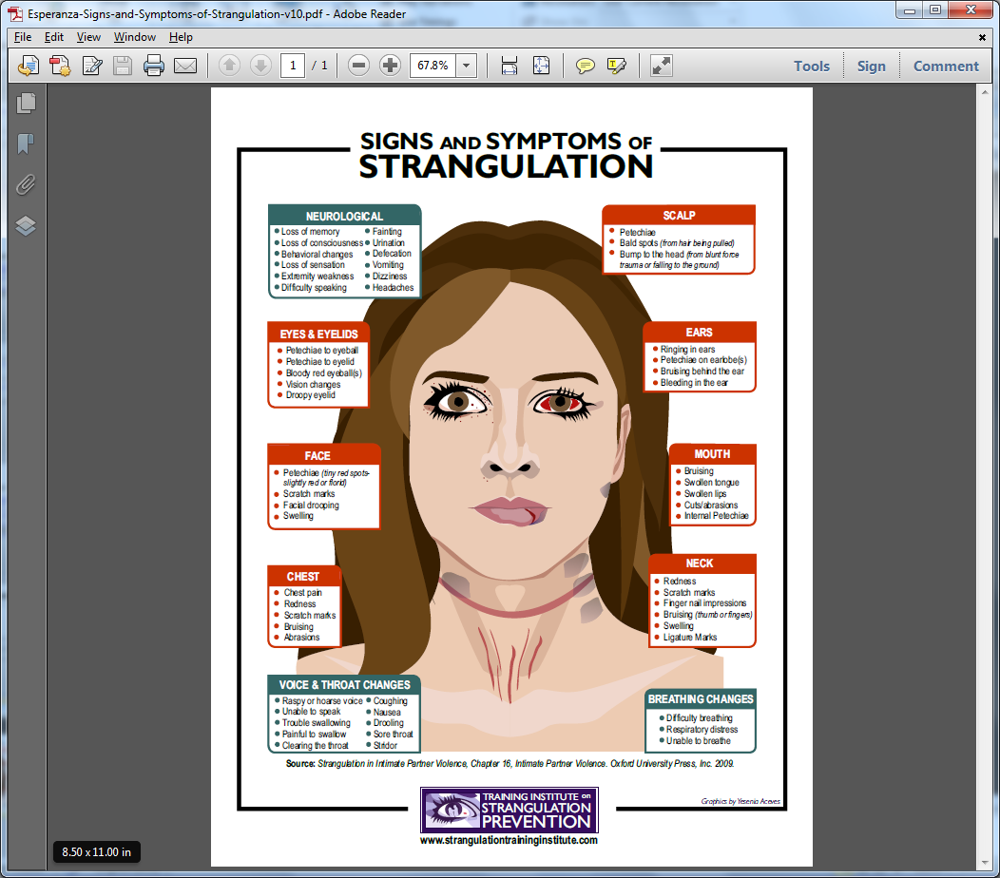 Esperanza-Signs-and-Symptoms-of-Strangulation-v10.pdf - Adobe Reader
File Edit View Window Help
1 / 1
67.8%
Tools Sign Comment
SIGNS AND SYMPTOMS OF
STRANGULATION
NEUROLOGICAL
Loss of memory
Loss of consciousness
Behavioral changes
Loss of sensation
Extremity weakness
Difficulty speaking
Fainting
Urination
Defecation
Vomiting
Dizziness
Headaches
SCALP
Petechiae
Bald spots (from hair being pulled)
Bump to the head (from blunt force
trauma or falling to the ground)
EYES & EYELIDS
Petechiae to eyeball
Petechiae to eyelid
Bloody red eyeball(s)
Vision changes
Droopy eyelid
EARS
Ringing in ears
Petechiae on earlobe(s)
Bruising behind the ear
Bleeding in the ear
FACE
Petechiae (tiny red spots-
slightly red or florid)
Scratch marks
Facial drooping
Swelling
MOUTH
Bruising
Swollen tongue
Swollen lips
Cuts/abrasions
Internal Petechiae
CHEST
Chest pain
Redness
Scratch marks
Bruising
Abrasions
NECK
Redness
Scratch marks
Finger nail impressions
Bruising (thumb or fingers)
Swelling
Ligature Marks
VOICE & THROAT CHANGES
Raspy or hoarse voice
Unable to speak
Trouble swallowing
Painful to swallow
Clearing the throat
Coughing
Nausea
Drooling
Sore throat
Stridor
BREATHING CHANGES
Difficulty breathing
Respiratory distress
Unable to breathe
Source: Strangulation in Intimate Partner Violence, Chapter 16, Intimate Partner Violence. Oxford University Press, Inc. 2009.
TRAINING INSTITUTE on
STRANGULATION
PREVENTION
www.strangulationtraininginstitute.com
Graphics by Yesenia Aceves
8.50 x 11.00 in